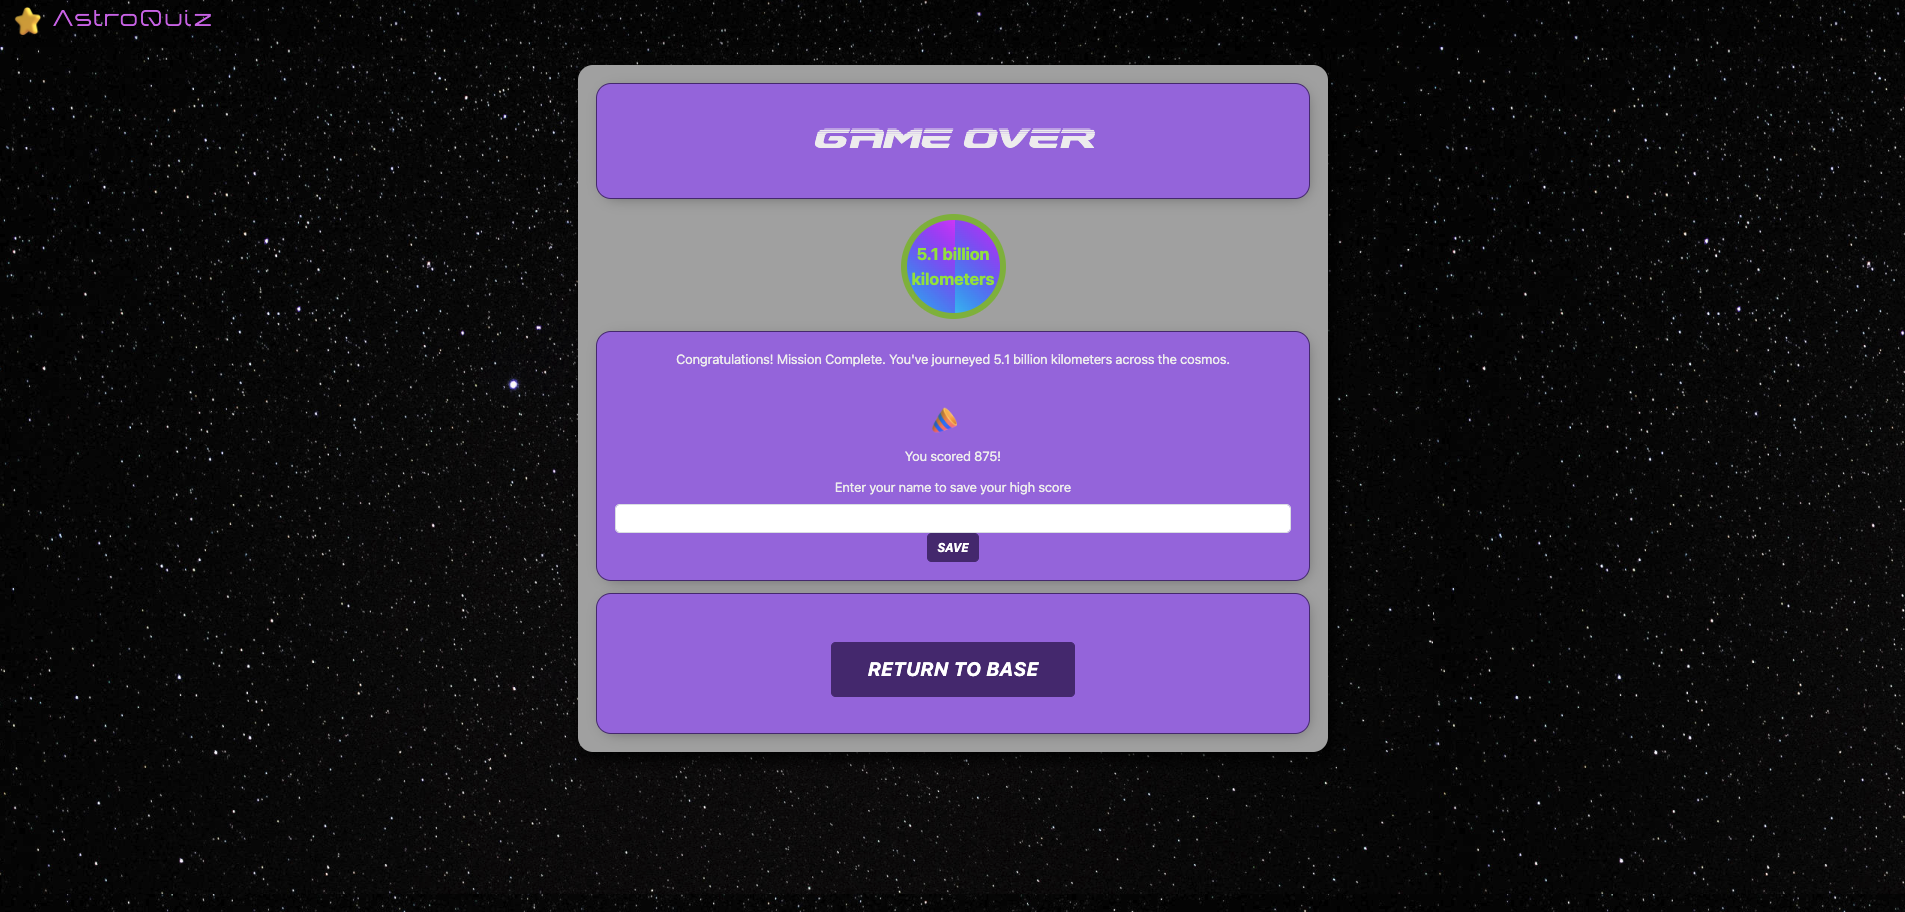 AstroQuiz
GAME OVER
5.1 billion
kilometers
Congratulations! Mission Complete. You've journeyed 5.1 billion kilometers across the cosmos.
You scored 875!
Enter your name to save your high score
SAVE
RETURN TO BASE